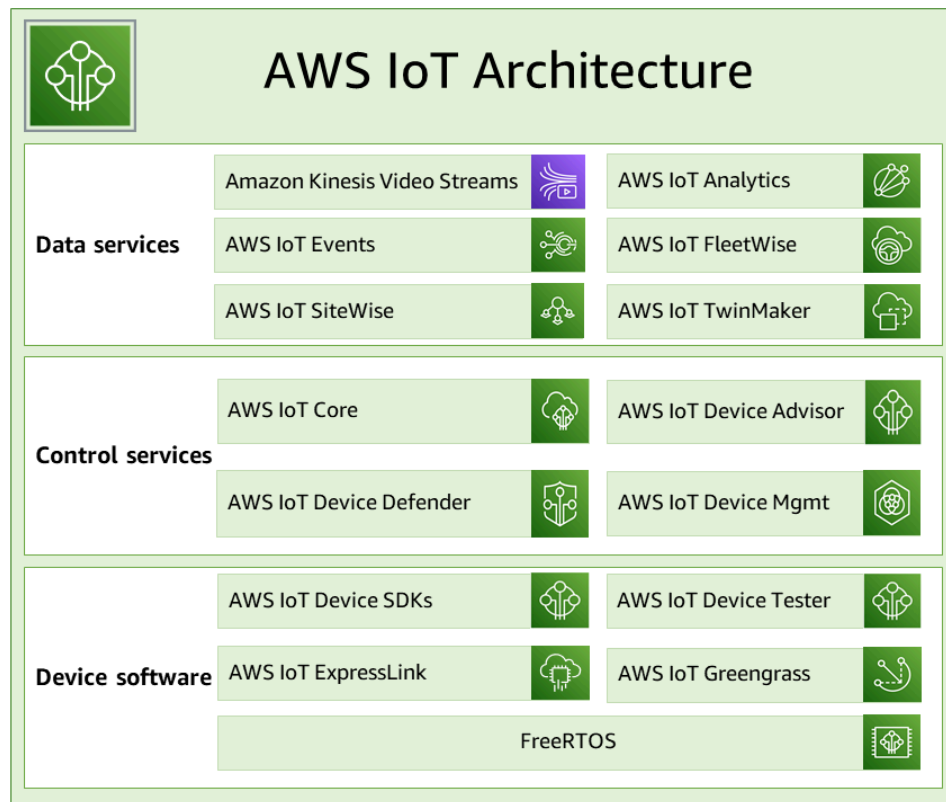 AWS IoT Architecture
Data services
Amazon Kinesis Video Streams
AWS IoT Analytics
AWS IoT Events
AWS IoT FleetWise
AWS IoT SiteWise
AWS IoT TwinMaker
Control services
AWS IoT Core
AWS IoT Device Advisor
AWS IoT Device Defender
AWS IoT Device Mgmt
Device software
AWS IoT Device SDKs
AWS IoT Device Tester
AWS IoT ExpressLink
AWS IoT Greengrass
FreeRTOS